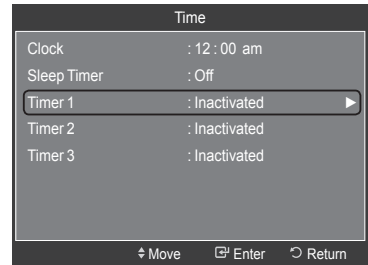 Time
Clock : 12 : 00 am
Sleep Timer : Off
Timer 1 : Inactivated ▶
Timer 2 : Inactivated
Timer 3 : Inactivated
Move Enter Return